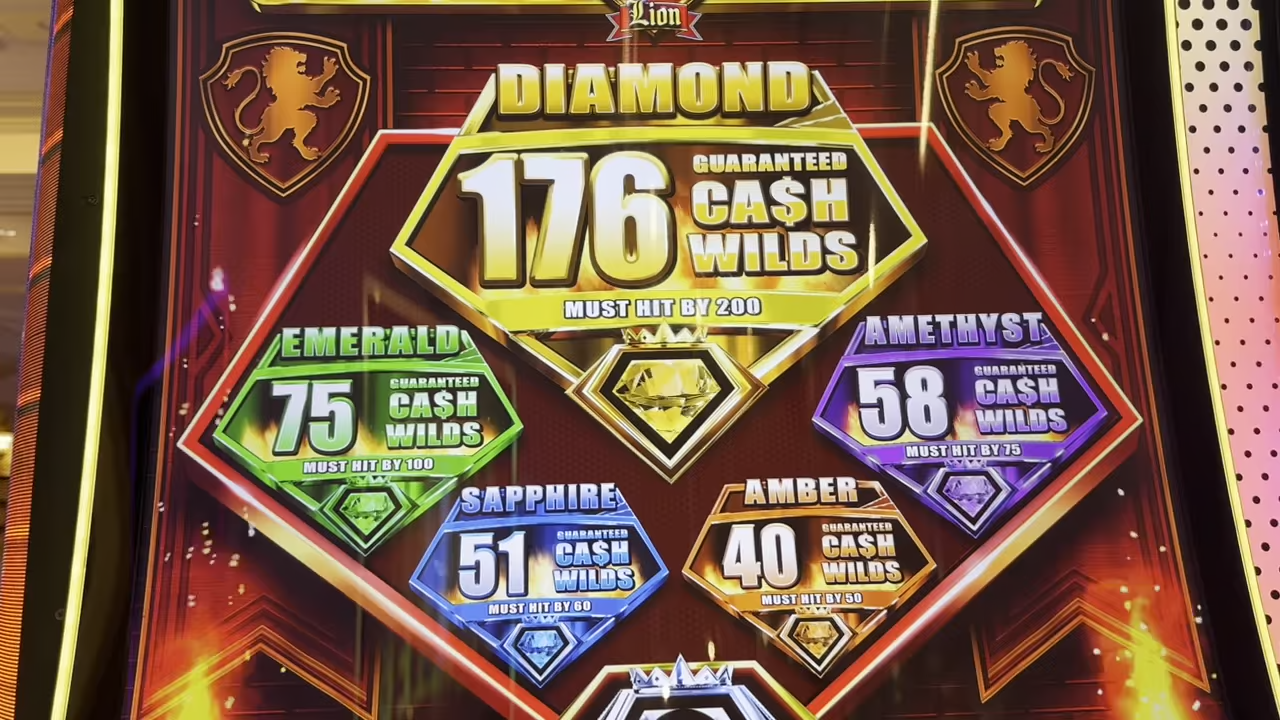 Lion
DIAMOND
176
GUARANTEED
CA$H
WILDS
MUST HIT BY 200
EMERALD
75
GUARANTEED
CA$H
WILDS
MUST HIT BY 100
AMETHYST
58
GUARANTEED
CA$H
WILDS
MUST HIT BY 75
SAPPHIRE
51
GUARANTEED
CA$H
WILDS
MUST HIT BY 60
AMBER
40
GUARANTEED
CA$H
WILDS
MUST HIT BY 50